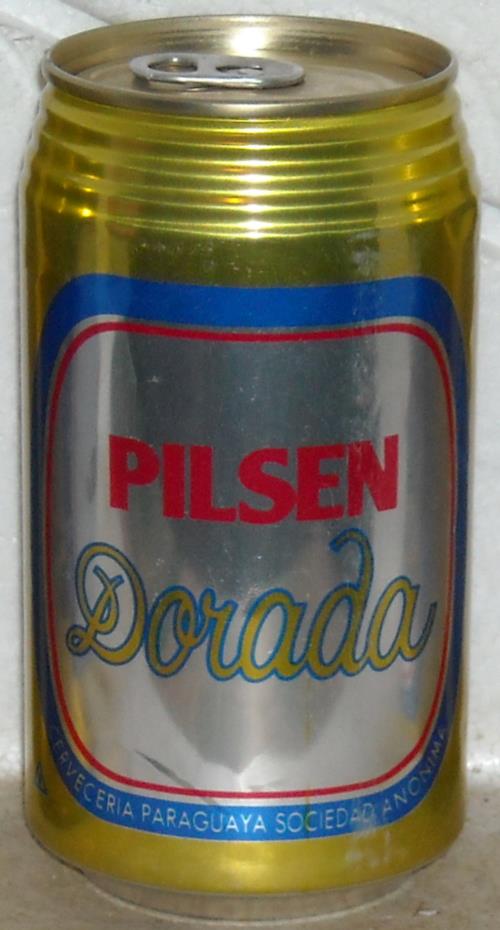 PILSEN
Dorada
CERVECERIA PARAGUAYA SOCIEDAD ANONIMA